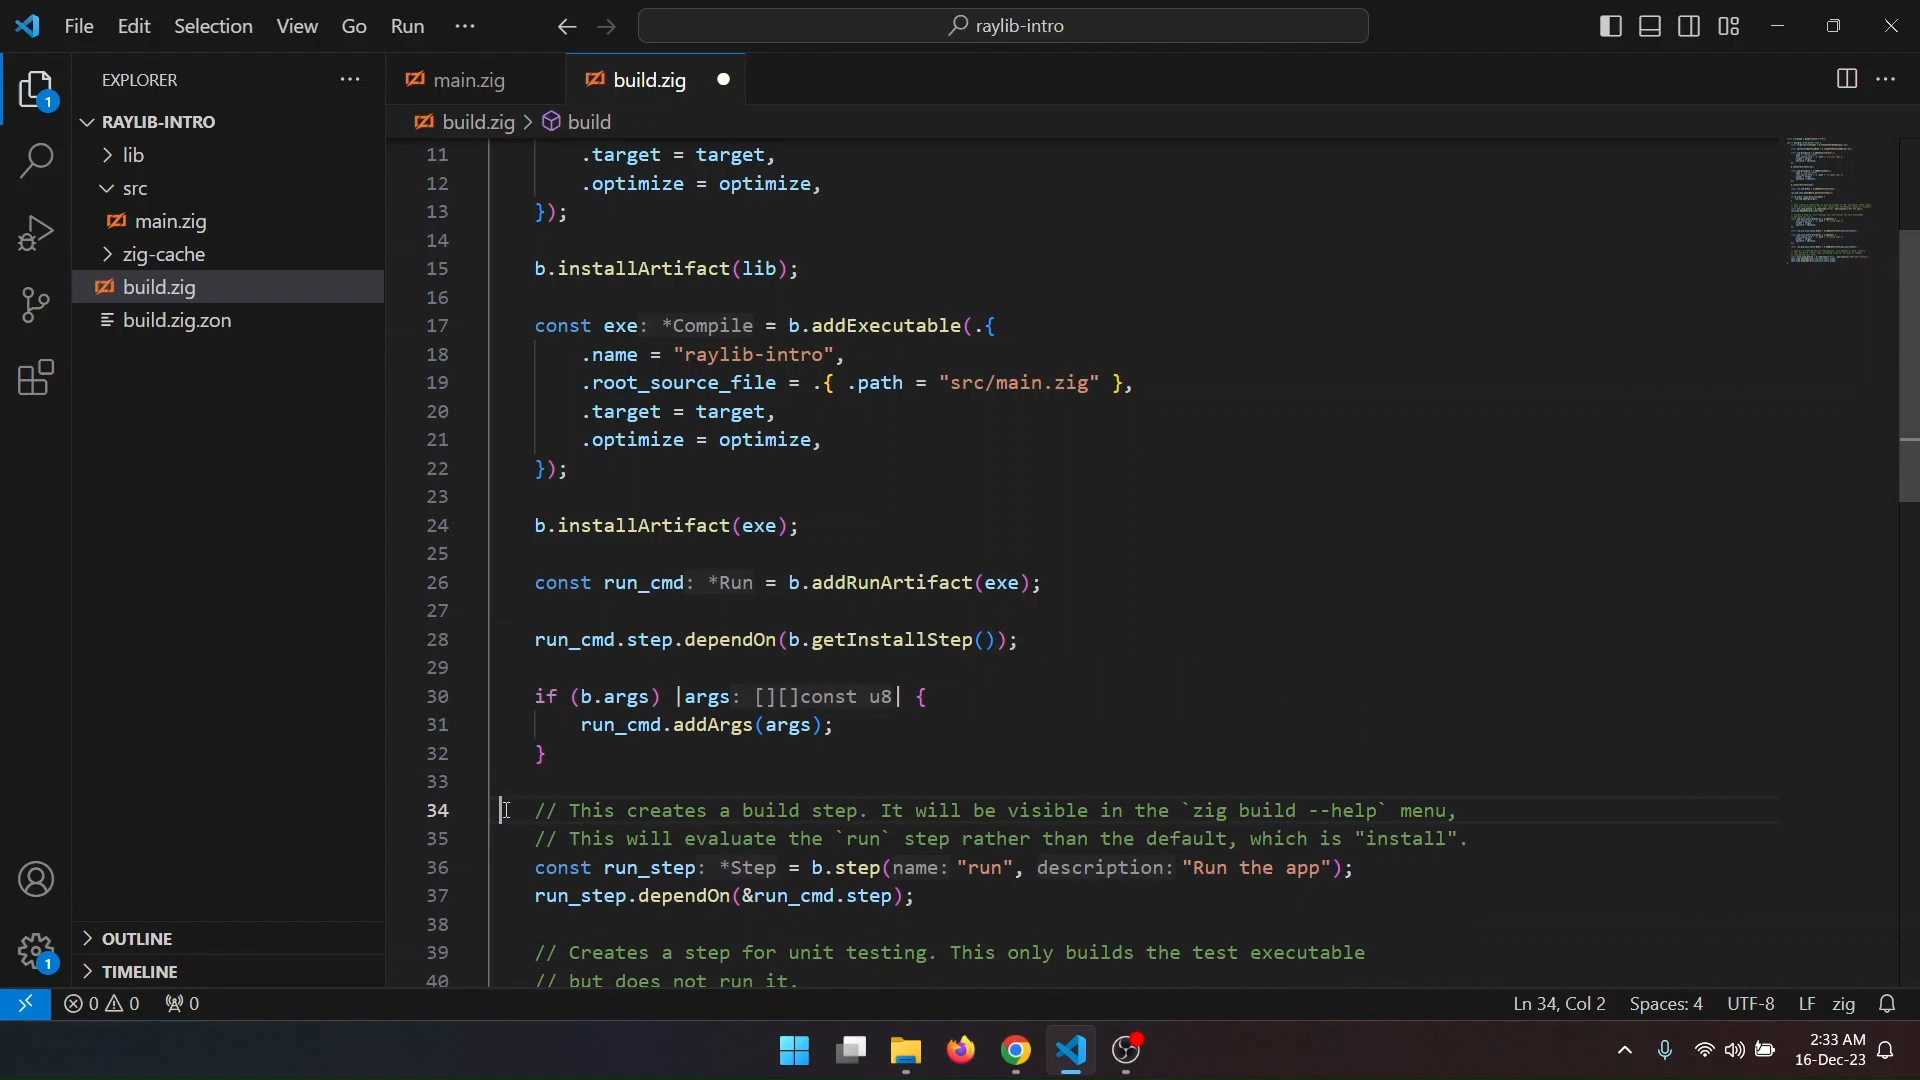 File Edit Selection View Go Run ··· raylib-intro
EXPLORER ···
RAYLIB-INTRO
lib
src
main.zig
zig-cache
build.zig
build.zig.zon
OUTLINE
TIMELINE
1
1
main.zig build.zig
build.zig > build
11 .target = target,
12 .optimize = optimize,
13 });
14
15 b.installArtifact(lib);
16
17 const exe: *Compile = b.addExecutable(.{
18 .name = "raylib-intro",
19 .root_source_file = .{ .path = "src/main.zig" },
20 .target = target,
21 .optimize = optimize,
22 });
23
24 b.installArtifact(exe);
25
26 const run_cmd: *Run = b.addRunArtifact(exe);
27
28 run_cmd.step.dependOn(b.getInstallStep());
29
30 if (b.args) |args: [][]const u8| {
31 run_cmd.addArgs(args);
32 }
33
34 // This creates a build step. It will be visible in the `zig build --help` menu,
35 // This will evaluate the `run` step rather than the default, which is "install".
36 const run_step: *Step = b.step(name: "run", description: "Run the app");
37 run_step.dependOn(&run_cmd.step);
38
39 // Creates a step for unit testing. This only builds the test executable
40 // but does not run it.
0 0 0 Ln 34, Col 2 Spaces: 4 UTF-8 LF zig
2:33 AM
16-Dec-23